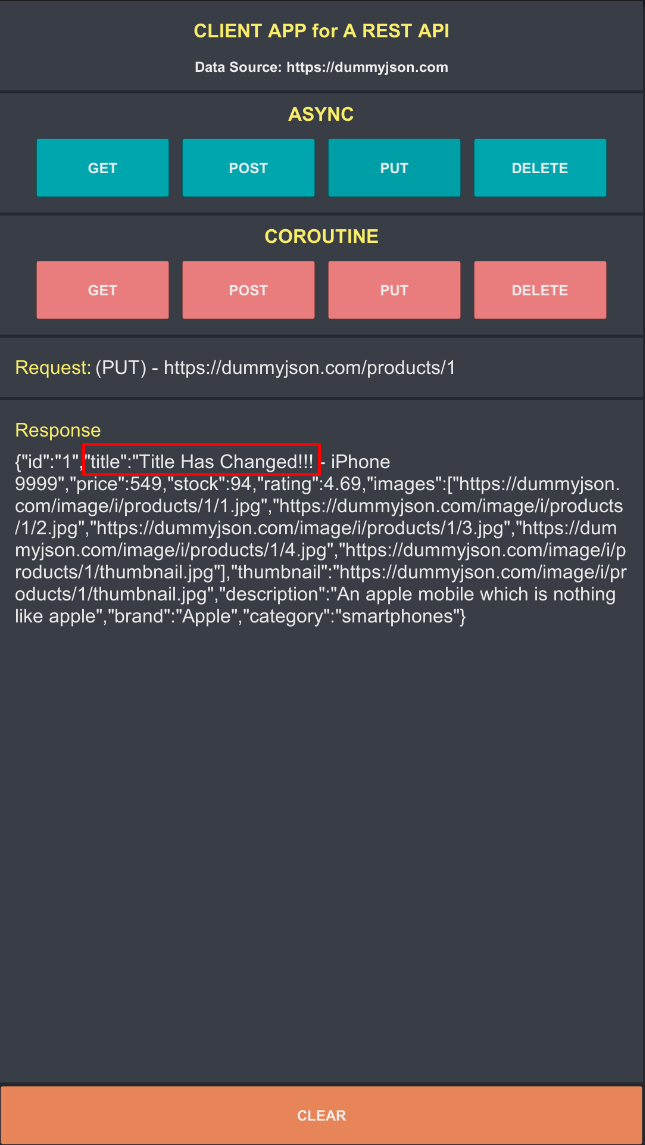 CLIENT APP for A REST API
Data Source: https://dummyjson.com
ASYNC
GET POST PUT DELETE
COROUTINE
GET POST PUT DELETE
Request: (PUT) - https://dummyjson.com/products/1
Response
{"id":"1","title":"Title Has Changed!!! - iPhone
9999","price":549,"stock":94,"rating":4.69,"images":["https://dummyjson.
com/image/i/products/1/1.jpg","https://dummyjson.com/image/i/products
/1/2.jpg","https://dummyjson.com/image/i/products/1/3.jpg","https://dum
myjson.com/image/i/products/1/4.jpg","https://dummyjson.com/image/i/p
roducts/1/thumbnail.jpg"],"thumbnail":"https://dummyjson.com/image/i/pr
oducts/1/thumbnail.jpg","description":"An apple mobile which is nothing
like apple","brand":"Apple","category":"smartphones"}
CLEAR